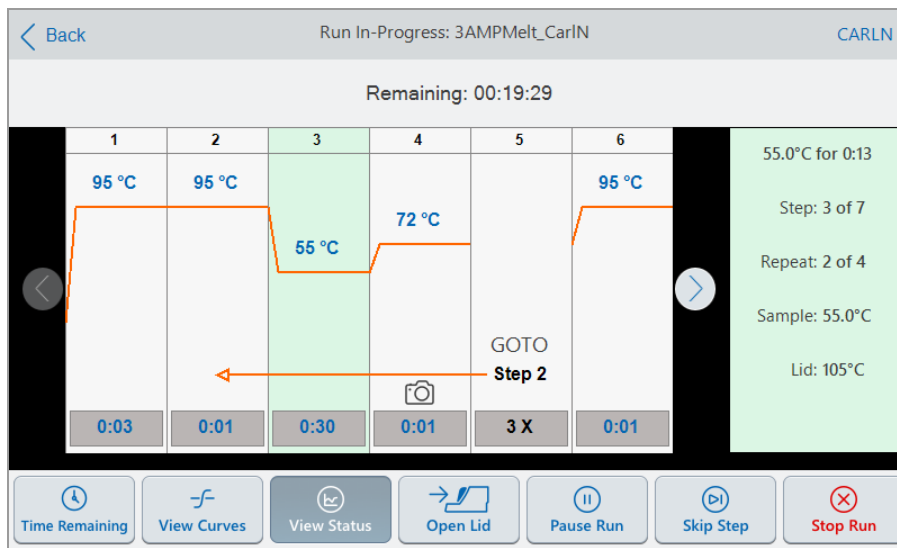 Back
Run In-Progress: 3AMPMelt_CarlN
CARLN
Remaining: 00:19:29
1 2 3 4 5 6
95 °C 95 °C 55 °C 72 °C 95 °C
GOTO
Step 2
0:03 0:01 0:30 0:01 3 X 0:01
55.0°C for 0:13
Step: 3 of 7
Repeat: 2 of 4
Sample: 55.0°C
Lid: 105°C
Time Remaining
View Curves
View Status
Open Lid
Pause Run
Skip Step
Stop Run